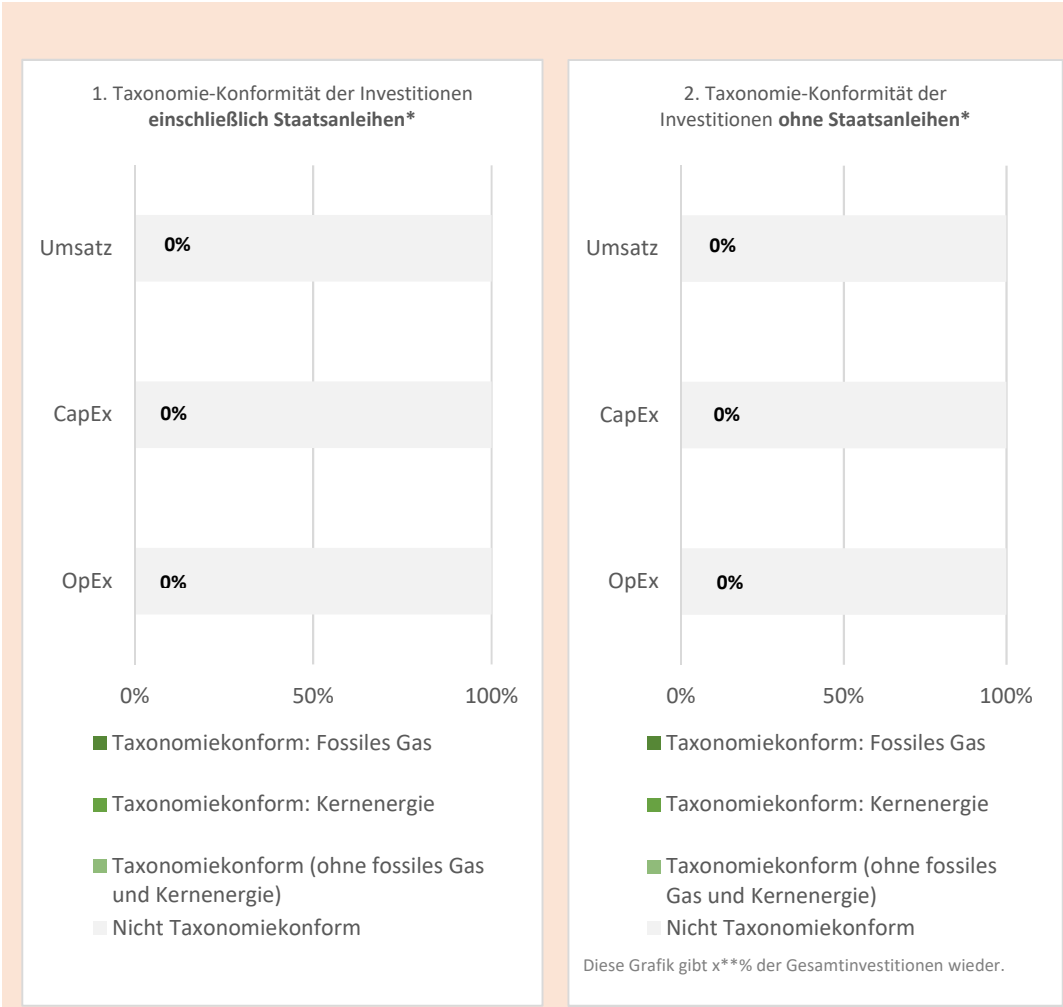 1. Taxonomie-Konformität der Investitionen
einschließlich Staatsanleihen*
Umsatz
0%
CapEx
0%
OpEx
0%
0%
50%
100%
Taxonomiekonform: Fossiles Gas
Taxonomiekonform: Kernenergie
Taxonomiekonform (ohne fossiles Gas
und Kernenergie)
Nicht Taxonomiekonform
2. Taxonomie-Konformität der
Investitionen ohne Staatsanleihen*
Umsatz
0%
CapEx
0%
OpEx
0%
0%
50%
100%
Taxonomiekonform: Fossiles Gas
Taxonomiekonform: Kernenergie
Taxonomiekonform (ohne fossiles
Gas und Kernenergie)
Nicht Taxonomiekonform
Diese Grafik gibt x**% der Gesamtinvestitionen wieder.